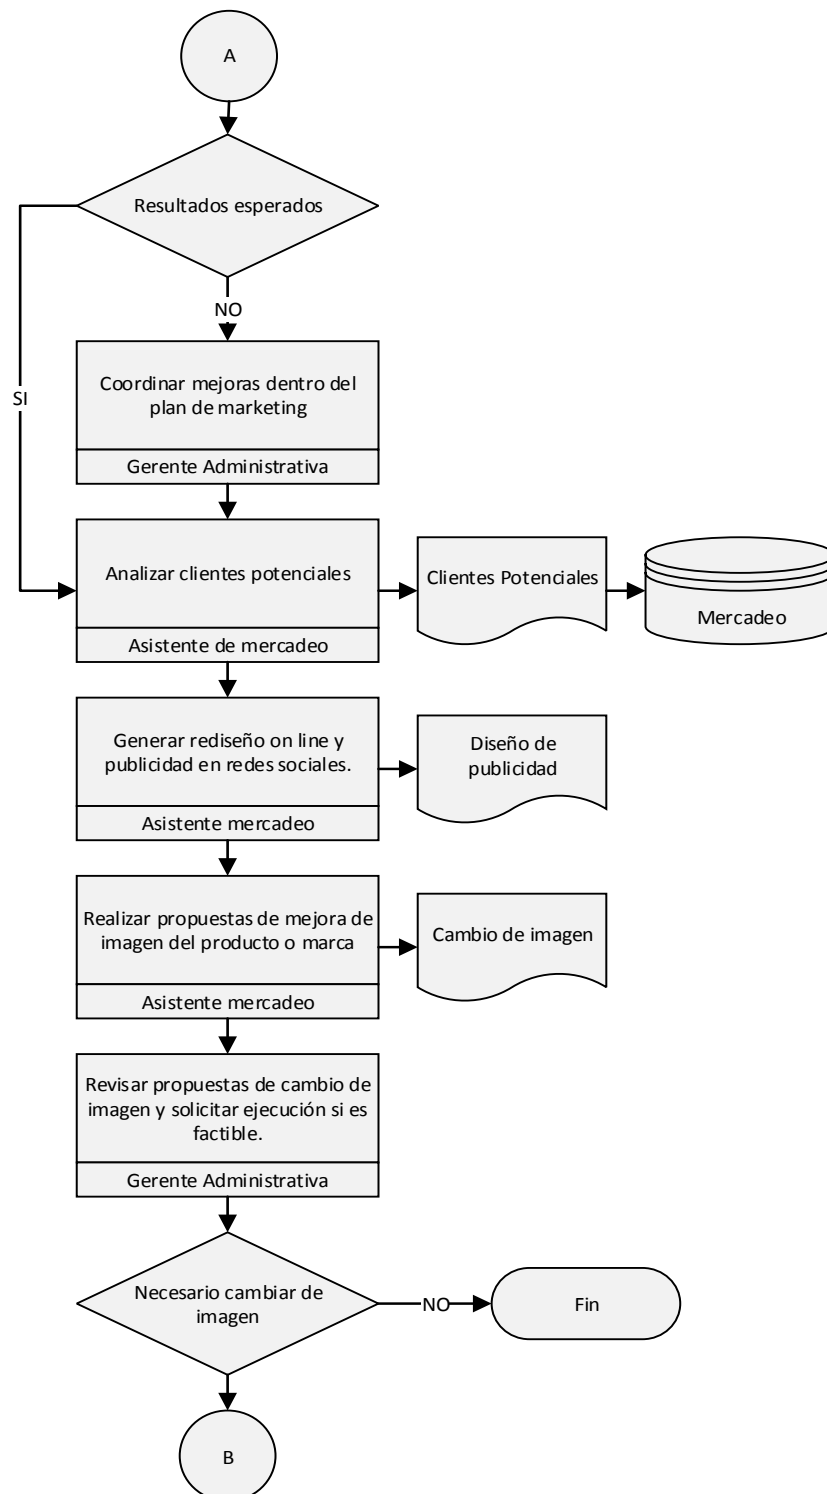 A
Resultados esperados
NO
SI
Coordinar mejoras dentro del
plan de marketing
Gerente Administrativa
Analizar clientes potenciales
Asistente de mercadeo
Clientes Potenciales
Mercadeo
Generar rediseño on line y
publicidad en redes sociales.
Asistente mercadeo
Diseño de
publicidad
Realizar propuestas de mejora de
imagen del producto o marca
Asistente mercadeo
Cambio de imagen
Revisar propuestas de cambio de
imagen y solicitar ejecución si es
factible.
Gerente Administrativa
Necesario cambiar de
imagen
NO
Fin
B